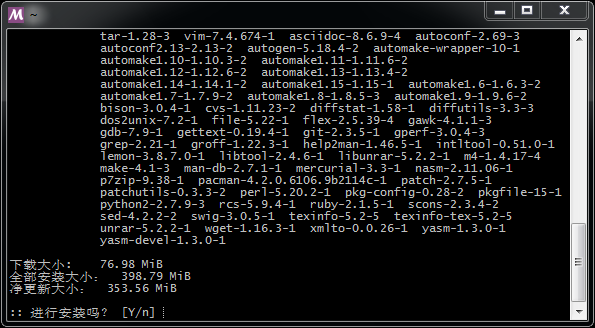 ~
tar-1.28-3 vim-7.4.674-1 asciidoc-8.6.9-4 autoconf-2.69-3
autoconf2.13-2.13-2 autogen-5.18.4-2 automake-wrapper-10-1
automake1.10-1.10.3-2 automake1.11-1.11.6-2
automake1.12-1.12.6-2 automake1.13-1.13.4-2
automake1.14-1.14.1-2 automake1.15-1.15-1 automake1.6-1.6.3-2
automake1.7-1.7.9-2 automake1.8-1.8.5-3 automake1.9-1.9.6-2
bison-3.0.4-1 cvs-1.11.23-2 diffstat-1.58-1 diffutils-3.3-3
dos2unix-7.2-1 file-5.22-1 flex-2.5.39-4 gawk-4.1.1-3
gdb-7.9-1 gettext-0.19.4-1 git-2.3.5-1 gperf-3.0.4-3
grep-2.21-1 groff-1.22.3-1 help2man-1.46.5-1 intltool-0.51.0-1
lemon-3.8.7.0-1 libtool-2.4.6-1 libunrar-5.2.2-1 m4-1.4.17-4
make-4.1-3 man-db-2.7.1-1 mercurial-3.3-1 nasm-2.11.06-1
p7zip-9.38-1 pacman-4.2.0.6106.9b2114c-1 patch-2.7.5-1
patchutils-0.3.3-2 perl-5.20.2-1 pkg-config-0.28-2 pkgfile-15-1
python2-2.7.9-3 rcs-5.9.4-1 ruby-2.1.5-1 scons-2.3.4-2
sed-4.2.2-2 swig-3.0.5-1 texinfo-5.2-5 texinfo-tex-5.2-5
unrar-5.2.2-1 wget-1.16.3-1 xmlto-0.0.26-1 yasm-1.3.0-1
yasm-devel-1.3.0-1
下载大小: 76.98 MiB
全部安装大小: 398.79 MiB
净更新大小: 353.56 MiB
:: 进行安装吗? [Y/n]